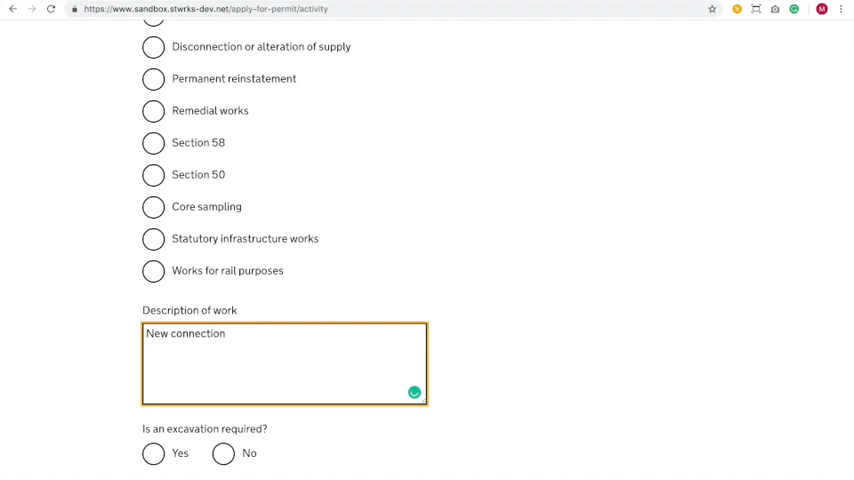 https://www.sandbox.stwrks-dev.net/apply-for-permit/activity
M
Disconnection or alteration of supply
Permanent reinstatement
Remedial works
Section 58
Section 50
Core sampling
Statutory infrastructure works
Works for rail purposes
Description of work
New connection
Is an excavation required?
Yes No